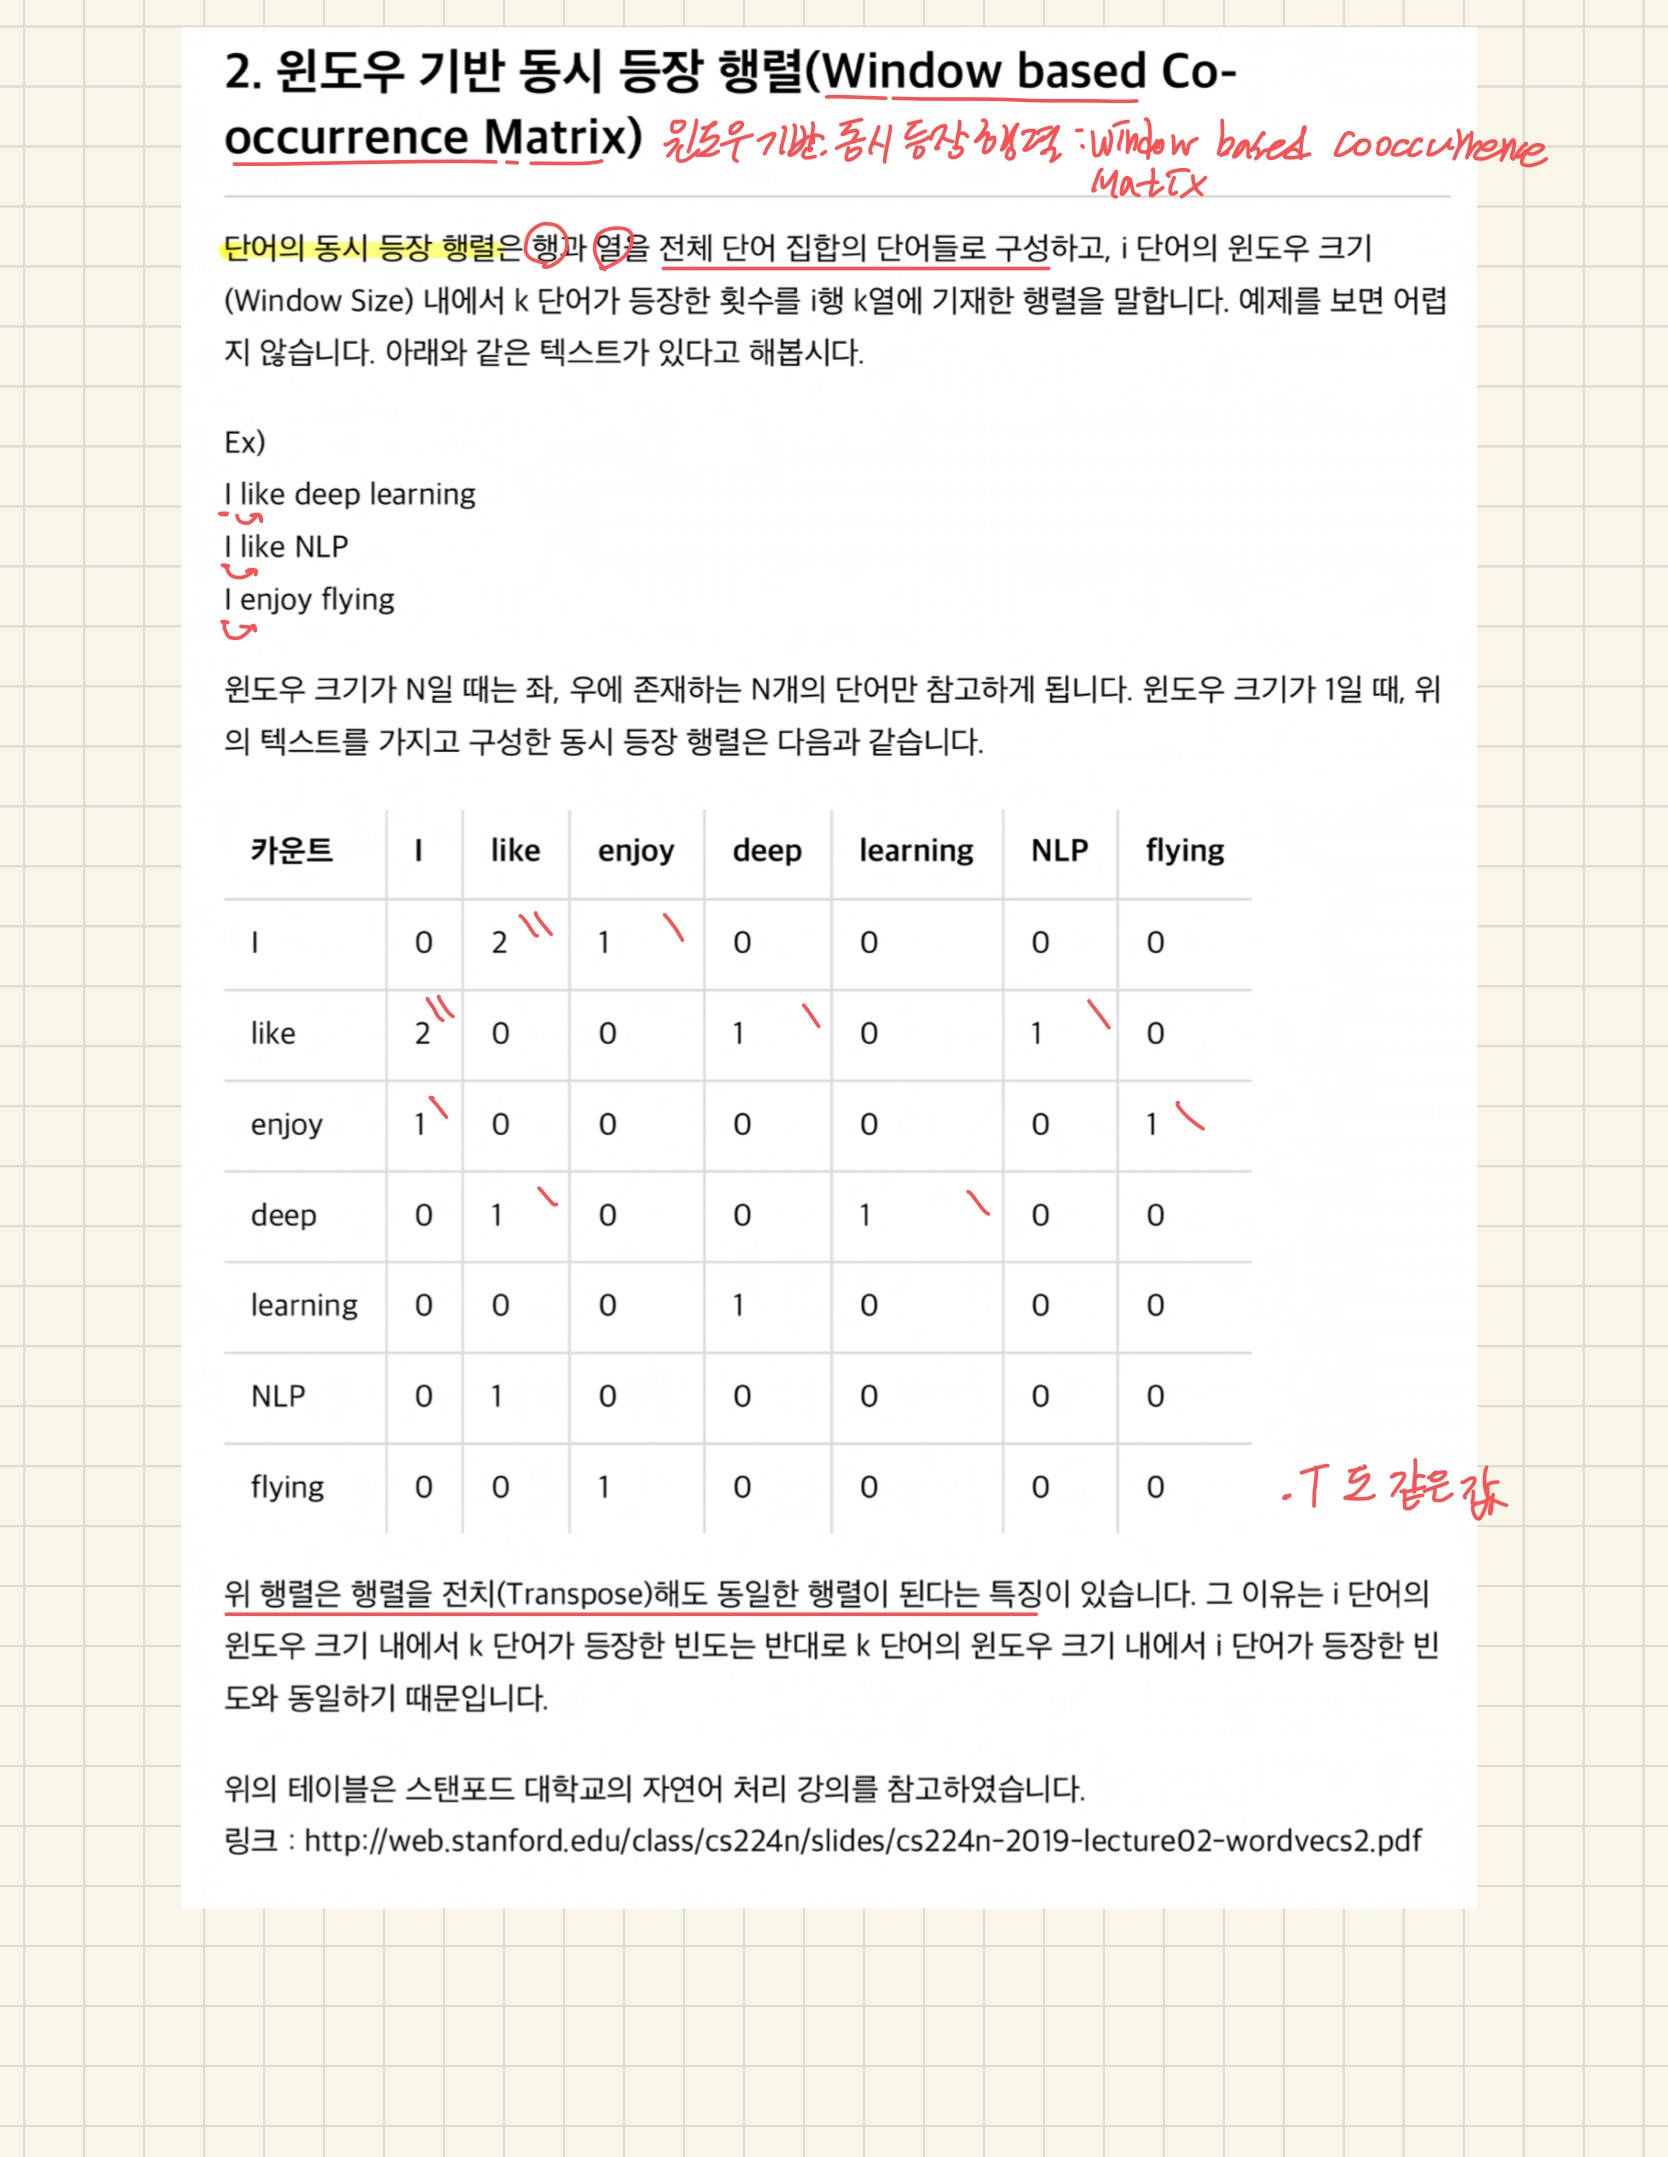 2. 윈도우 기반 동시 등장 행렬(Window based Co-
occurrence Matrix) 윈도우 기반 동시 등장 행렬 : Window based cooccurrence
Matrix
단어의 동시 등장 행렬은 행과 열을 전체 단어 집합의 단어들로 구성하고, i 단어의 윈도우 크기
(Window Size) 내에서 k 단어가 등장한 횟수를 i행 k열에 기재한 행렬을 말합니다. 예제를 보면 어렵
지 않습니다. 아래와 같은 텍스트가 있다고 해봅시다.
Ex)
I like deep learning
I like NLP
I enjoy flying
윈도우 크기가 N일 때는 좌, 우에 존재하는 N개의 단어만 참고하게 됩니다. 윈도우 크기가 1일 때, 위
의 텍스트를 가지고 구성한 동시 등장 행렬은 다음과 같습니다.
카운트 I like enjoy deep learning NLP flying
I 0 2 1 0 0 0 0
like 2 0 0 1 0 1 0
enjoy 1 0 0 0 0 0 1
deep 0 1 0 0 1 0 0
learning 0 0 0 1 0 0 0
NLP 0 1 0 0 0 0 0
flying 0 0 1 0 0 0 0
.T 도 같은 값
위 행렬은 행렬을 전치(Transpose)해도 동일한 행렬이 된다는 특징이 있습니다. 그 이유는 i 단어의
윈도우 크기 내에서 k 단어가 등장한 빈도는 반대로 k 단어의 윈도우 크기 내에서 i 단어가 등장한 빈
도와 동일하기 때문입니다.
위의 테이블은 스탠포드 대학교의 자연어 처리 강의를 참고하였습니다.
링크 : http://web.stanford.edu/class/cs224n/slides/cs224n-2019-lecture02-wordvecs2.pdf